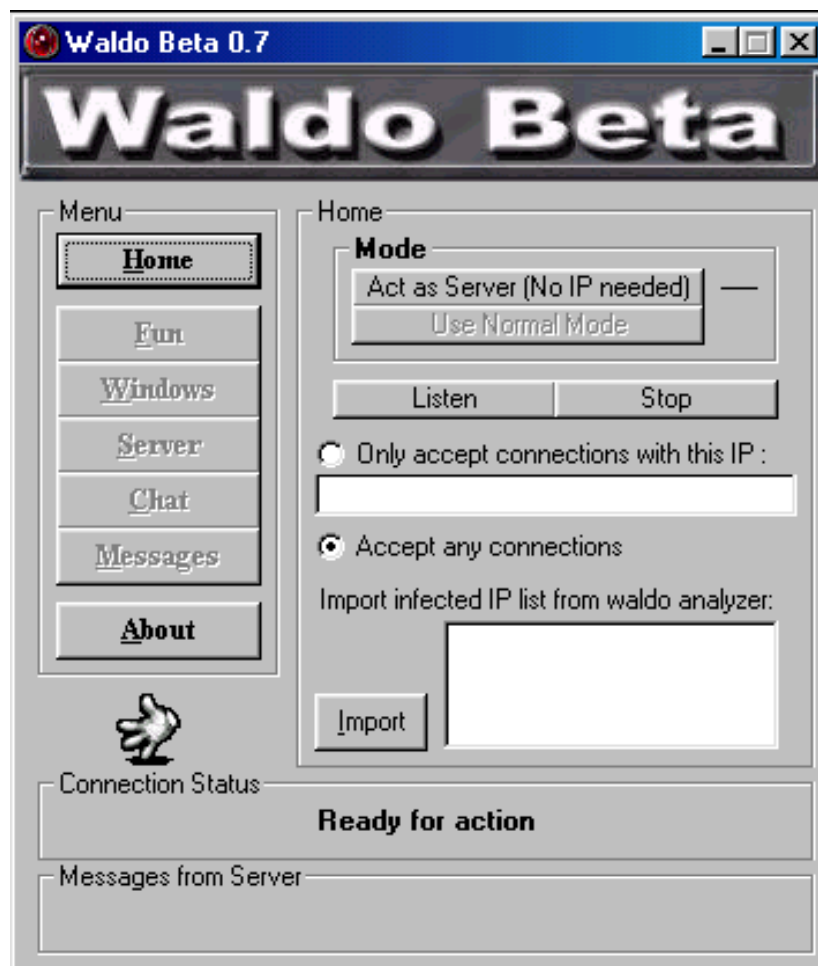 Waldo Beta 0.7
Waldo Beta
Menu
Home
Fun
Windows
Server
Chat
Messages
About
Home
Mode
Act as Server (No IP needed)
Use Normal Mode
Listen Stop
Only accept connections with this IP :
Accept any connections
Import infected IP list from waldo analyzer:
Import
Connection Status
Ready for action
Messages from Server